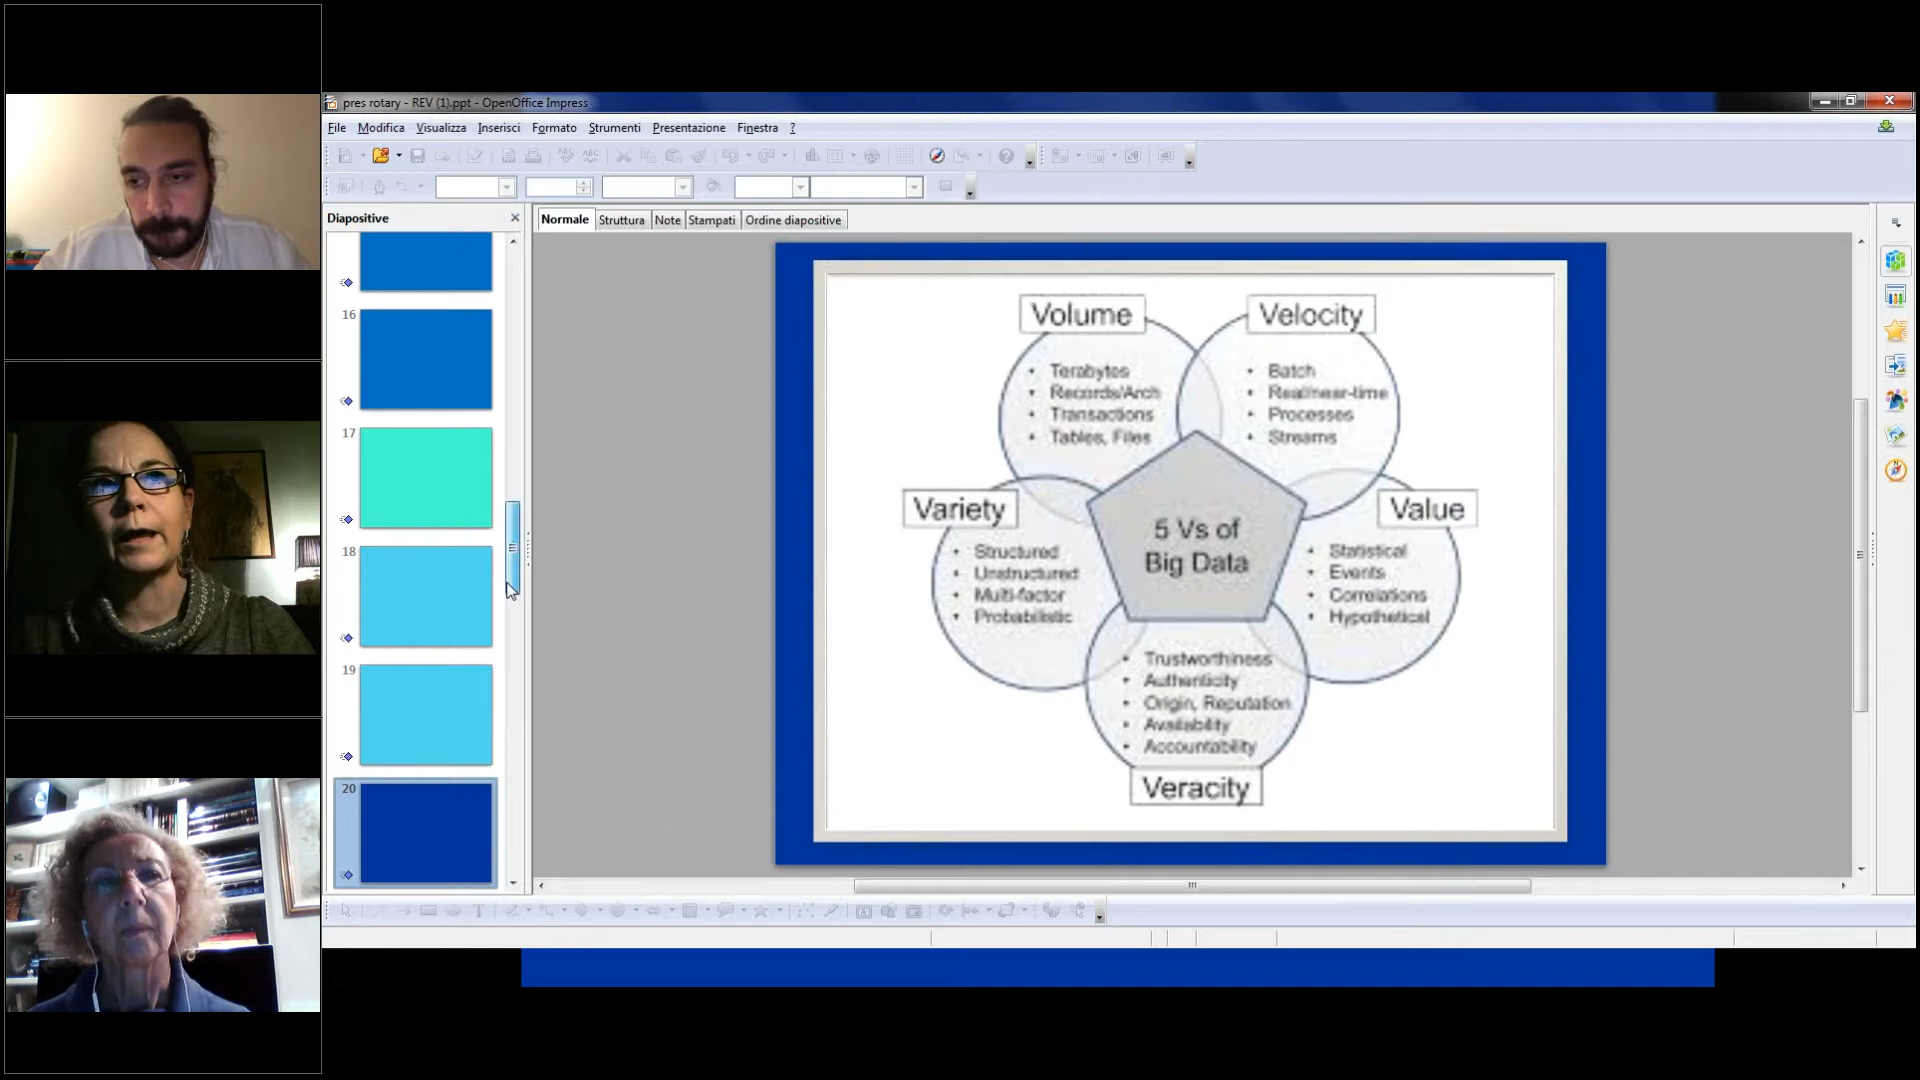 pres rotary - REV (1).ppt - OpenOffice Impress
File Modifica Visualizza Inserisci Formato Strumenti Presentazione Finestra ?
Diapositive
Normale Struttura Note Stampati Ordine diapositive
16
17
18
19
20
Volume
• Terabytes
• Records/Arch
• Transactions
• Tables, Files
Velocity
• Batch
• Real/near-time
• Processes
• Streams
Variety
• Structured
• Unstructured
• Multi-factor
• Probabilistic
5 Vs of
Big Data
Value
• Statistical
• Events
• Correlations
• Hypothetical
• Trustworthiness
• Authenticity
• Origin, Reputation
• Availability
• Accountability
Veracity